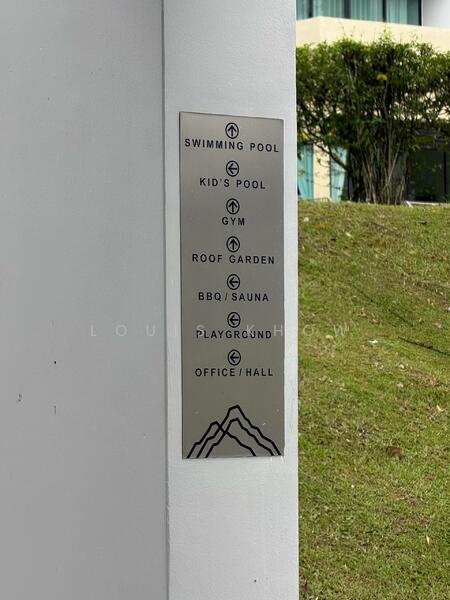 SWIMMING POOL
KID'S POOL
GYM
ROOF GARDEN
BBQ / SAUNA
LOUIS KHOW
PLAYGROUND
OFFICE / HALL